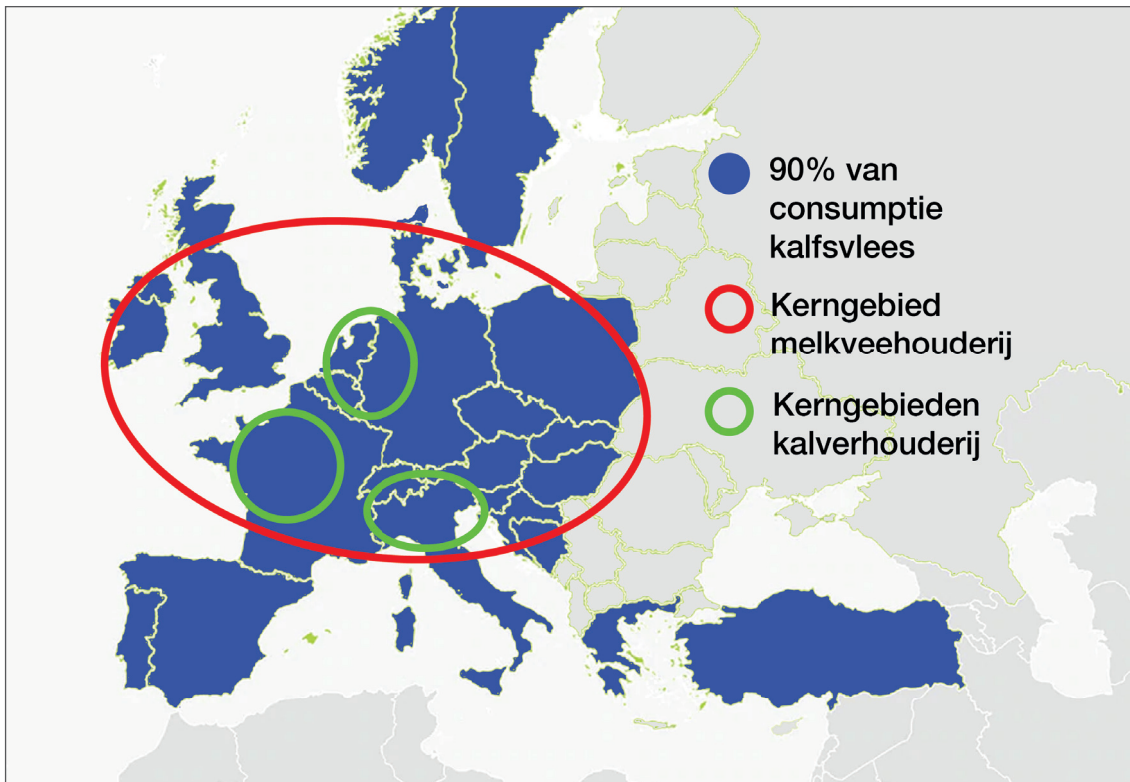 90% van
consumptie
kalfsvlees
Kerngebied
melkveehouderij
Kerngebieden
kalverhouderij